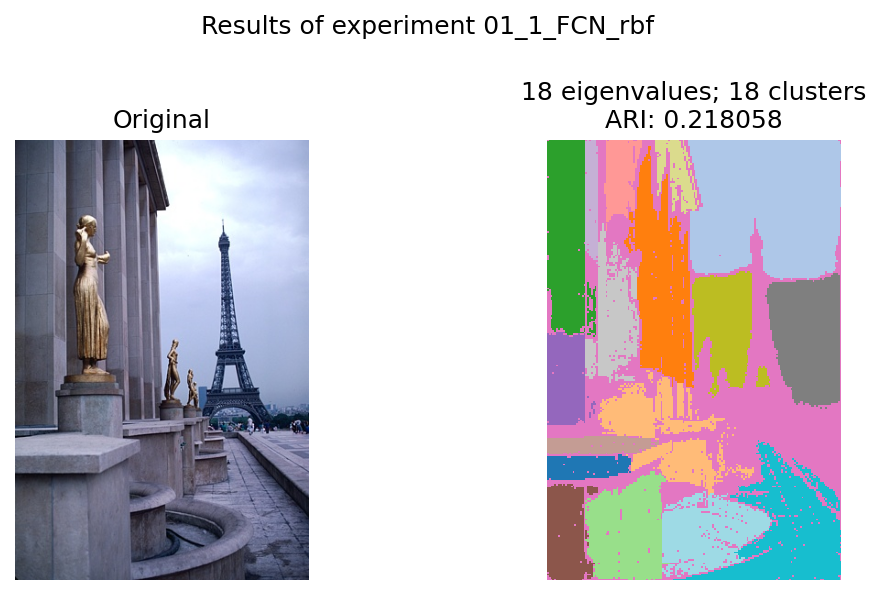 Results of experiment 01_1_FCN_rbf
Original
18 eigenvalues; 18 clusters
ARI: 0.218058